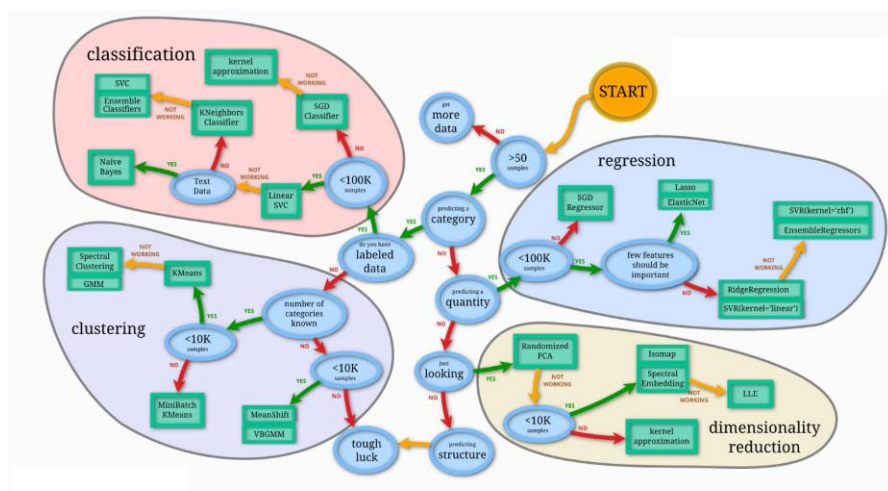 classification
kernel
approximation
NOT
WORKING
SVC
Ensemble
Classifiers
NOT
WORKING
KNeighbors
Classifier
SGD
Classifier
NO
Naive
Bayes
YES
Text
Data
NO
NOT
WORKING
Linear
SVC
YES
<100K
samples
YES
START
get
more
data
NO
>50
samples
YES
predicting a
category
YES
NO
do you have
labeled
data
NO
predicting a
quantity
YES
NO
regression
SGD
Regressor
NO
<100K
samples
YES
few features
should be
important
YES
Lasso
ElasticNet
NO
RidgeRegression
SVR(kernel='linear')
NOT
WORKING
SVR(kernel='rbf')
EnsembleRegressors
clustering
Spectral
Clustering
GMM
NOT
WORKING
KMeans
YES
<10K
samples
NO
MiniBatch
KMeans
YES
number of
categories
known
NO
<10K
samples
YES
NO
MeanShift
VBGMM
tough
luck
just
looking
YES
NO
predicting
structure
Randomized
PCA
NOT
WORKING
<10K
samples
YES
NO
Isomap
Spectral
Embedding
NOT
WORKING
LLE
kernel
approximation
dimensionality
reduction